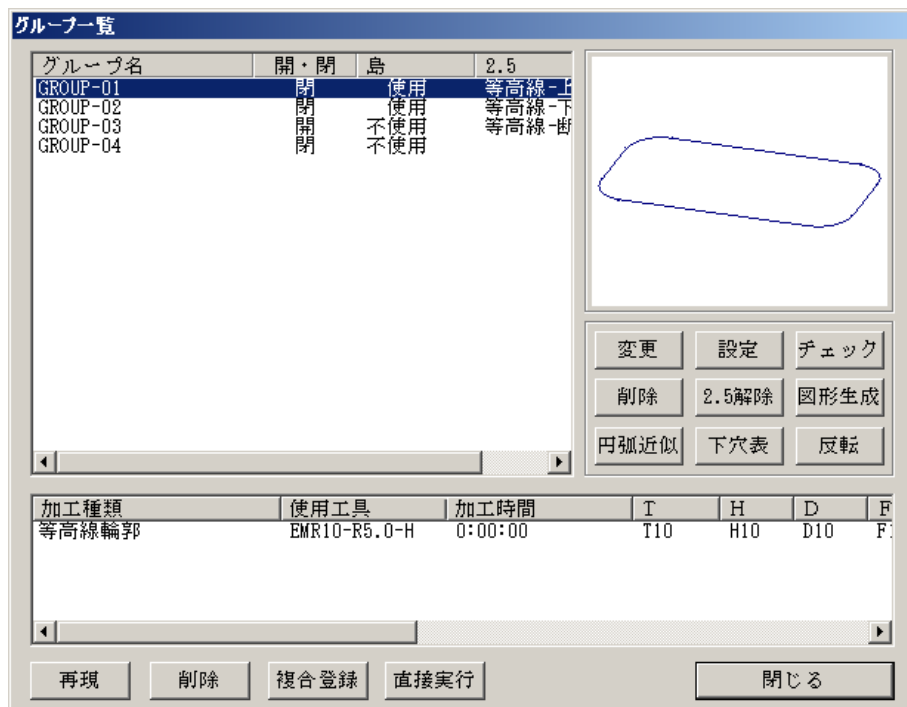 グループ一覧
グループ名 開・閉 島 2.5
GROUP-01 閉 使用 等高線-上
GROUP-02 閉 使用 等高線-下
GROUP-03 開 不使用 等高線-断
GROUP-04 閉 不使用
変更 設定 チェック
削除 2.5解除 図形生成
円弧近似 下穴表 反転
加工種類 使用工具 加工時間 T H D F
等高線輪郭 EMR10-R5.0-H 0:00:00 T10 H10 D10 F1
再現 削除 複合登録 直接実行 閉じる